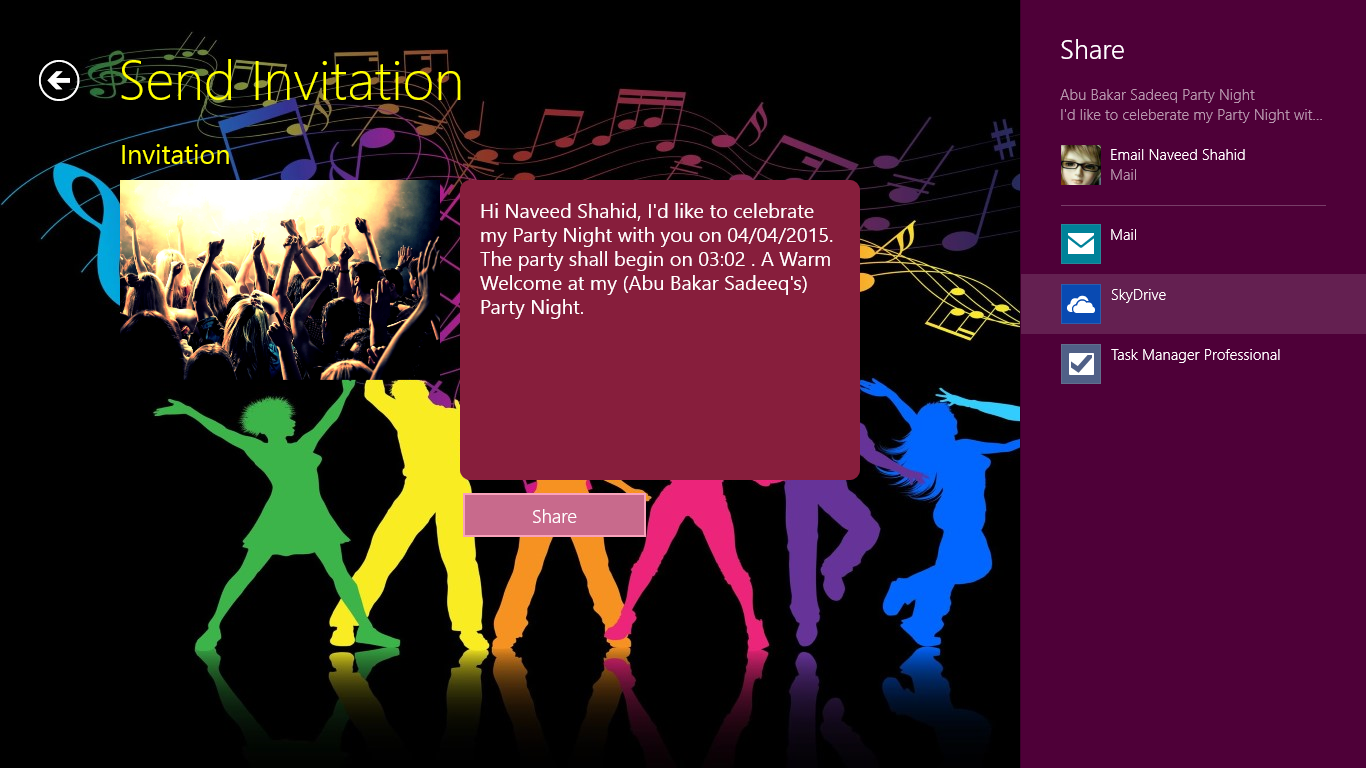 Send Invitation
Invitation
Hi Naveed Shahid, I'd like to celebrate
my Party Night with you on 04/04/2015.
The party shall begin on 03:02 . A Warm
Welcome at my (Abu Bakar Sadeeq's)
Party Night.
Share
Share
Abu Bakar Sadeeq Party Night
I'd like to celeberate my Party Night wit...
Email Naveed Shahid
Mail
Mail
SkyDrive
Task Manager Professional